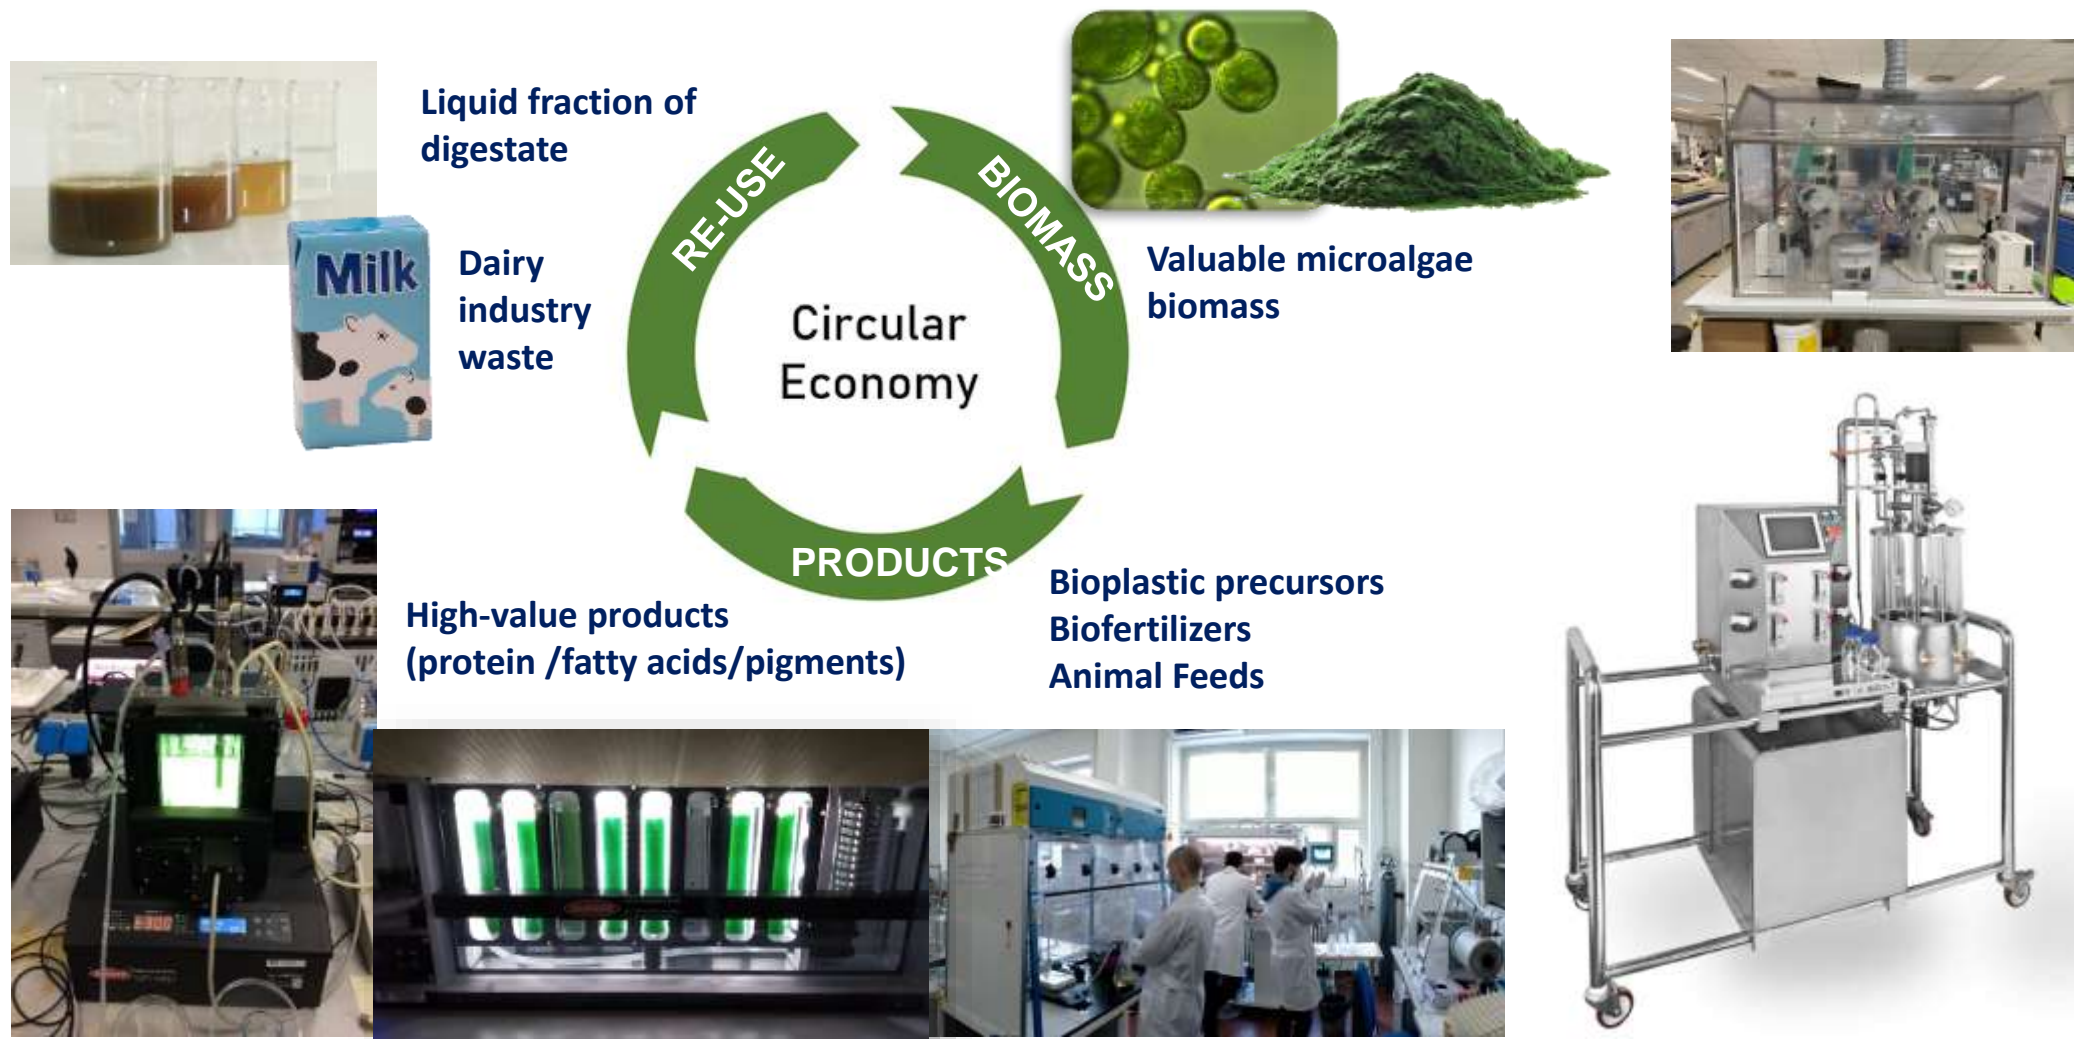 Liquid fraction of
digestate
Milk
Dairy
industry
waste
RE-USE
BIOMASS
Circular
Economy
PRODUCTS
Valuable microalgae
biomass
High-value products
(protein /fatty acids/pigments)
Bioplastic precursors
Biofertilizers
Animal Feeds